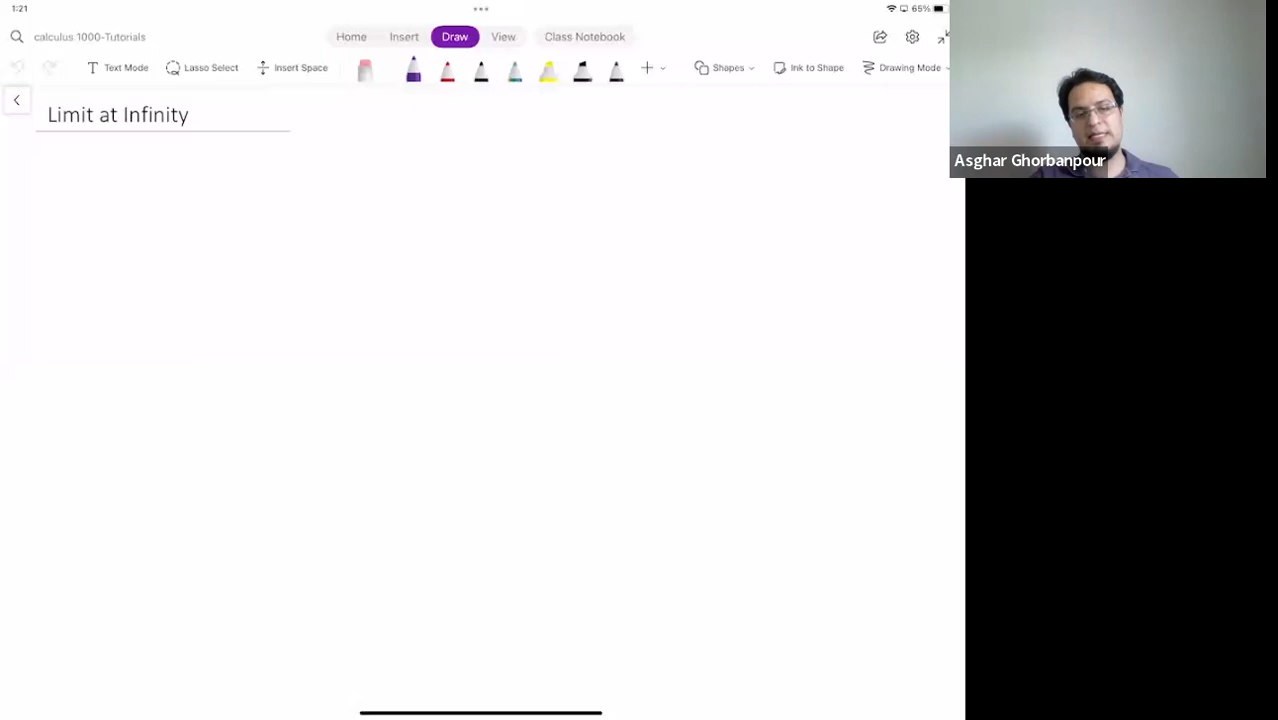 1:21
65%
calculus 1000-Tutorials
Home Insert Draw View Class Notebook
Text Mode Lasso Select Insert Space Shapes Ink to Shape Drawing Mode
Limit at Infinity
Asghar Ghorbanpour